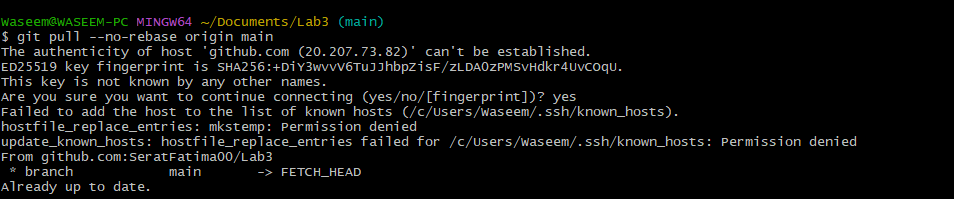 Waseem@WASEEM-PC MINGW64 ~/Documents/Lab3 (main)
$ git pull --no-rebase origin main
The authenticity of host 'github.com (20.207.73.82)' can't be established.
ED25519 key fingerprint is SHA256:+DiY3wvvV6TuJJhbpZisF/zLDA0zPMSvHdkr4UvCOqU.
This key is not known by any other names.
Are you sure you want to continue connecting (yes/no/[fingerprint])? yes
Failed to add the host to the list of known hosts (/c/Users/Waseem/.ssh/known_hosts).
hostfile_replace_entries: mkstemp: Permission denied
update_known_hosts: hostfile_replace_entries failed for /c/Users/Waseem/.ssh/known_hosts: Permission denied
From github.com:SeratFatima00/Lab3
 * branch            main       -> FETCH_HEAD
Already up to date.